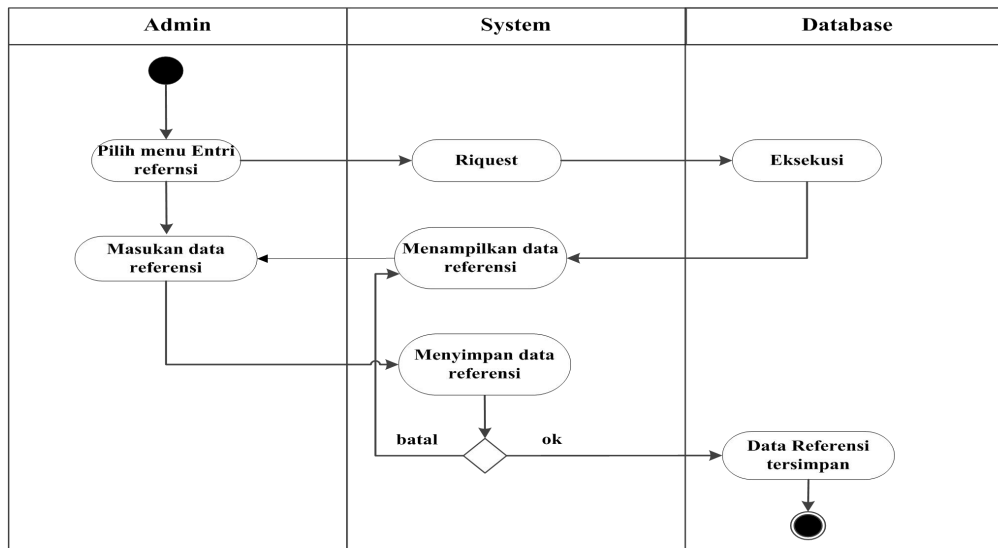 Admin
System
Database
Pilih menu Entri
refernsi
Riquest
Eksekusi
Masukan data
referensi
Menampilkan data
referensi
Menyimpan data
referensi
batal
ok
Data Referensi
tersimpan